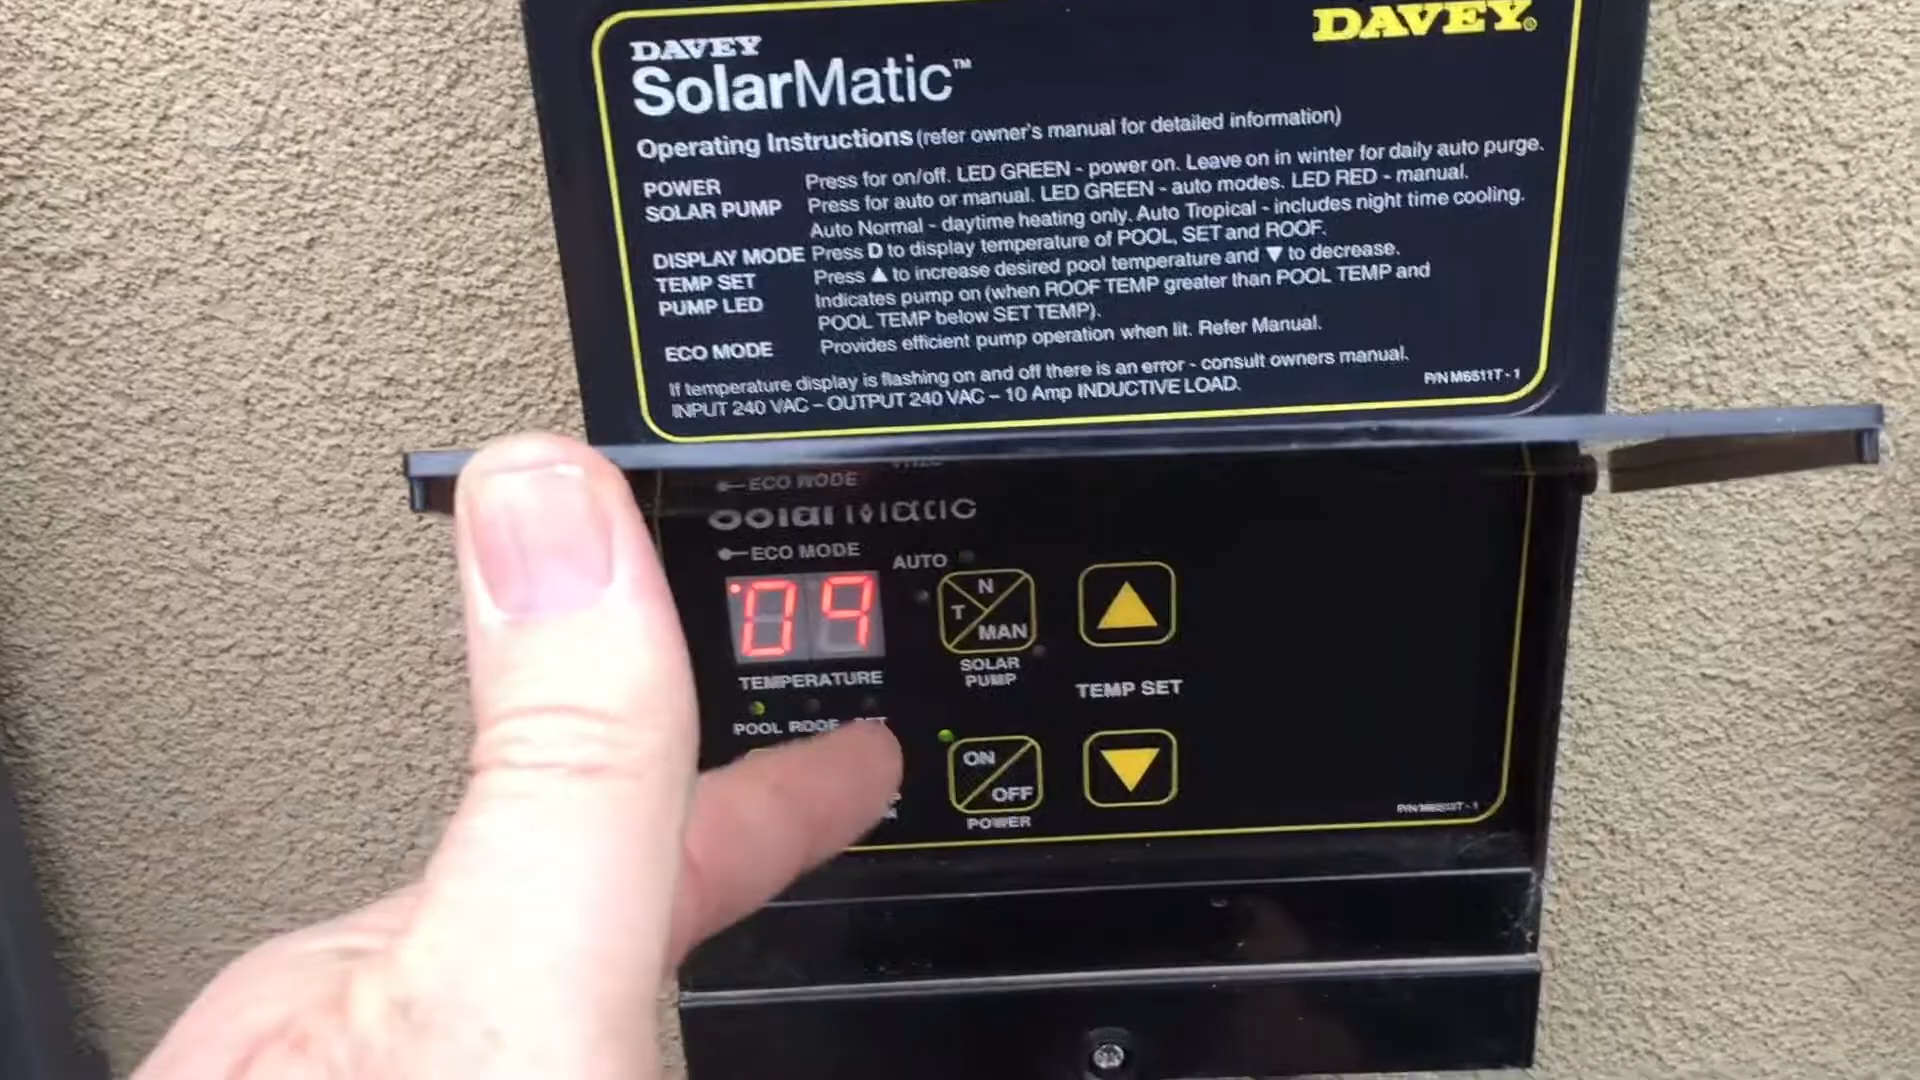 DAVEY
DAVEY®
SolarMatic™
Operating Instructions (refer owner's manual for detailed information)
POWER Press for on/off. LED GREEN - power on. Leave on in winter for daily auto purge.
SOLAR PUMP Press for auto or manual. LED GREEN - auto modes. LED RED - manual.
Auto Normal - daytime heating only. Auto Tropical - includes night time cooling.
DISPLAY MODE Press D to display temperature of POOL, SET and ROOF.
TEMP SET Press ▲ to increase desired pool temperature and ▼ to decrease.
PUMP LED Indicates pump on (when ROOF TEMP greater than POOL TEMP and
POOL TEMP below SET TEMP).
ECO MODE Provides efficient pump operation when lit. Refer Manual.
If temperature display is flashing on and off there is an error - consult owners manual.
INPUT 240 VAC – OUTPUT 240 VAC – 10 Amp INDUCTIVE LOAD.
P/N M6511T - 1
ECO MODE
SolarMatic
ECO MODE
AUTO
09
N
T
MAN
SOLAR
PUMP
TEMPERATURE
TEMP SET
POOL ROOF SET
ON
OFF
POWER